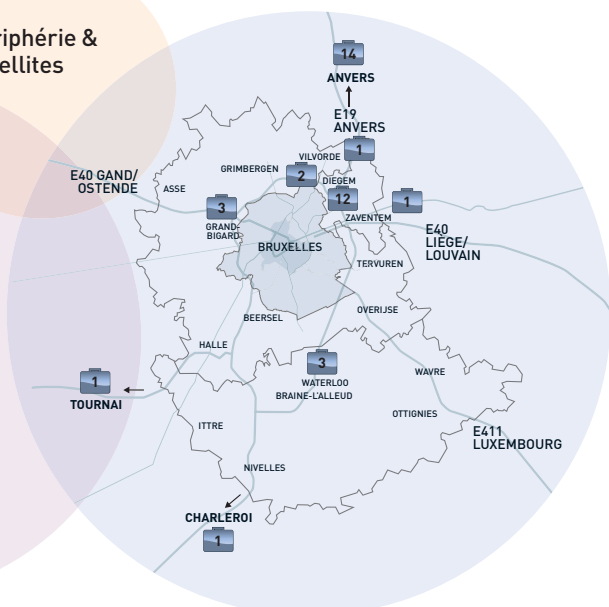 riphérie &
ellites
14
ANVERS
E19
ANVERS
1
VILVORDE
GRIMBERGEN
2
DIEGEM
E40 GAND/
OSTENDE
ASSE
3
12
1
ZAVENTEM
GRAND-
BIGARD
E40
LIÈGE/
LOUVAIN
BRUXELLES
TERVUREN
OVERIJSE
BEERSEL
HALLE
3
WATERLOO
BRAINE-L'ALLEUD
WAVRE
1
TOURNAI
OTTIGNIES
ITTRE
E411
LUXEMBOURG
NIVELLES
CHARLEROI
1